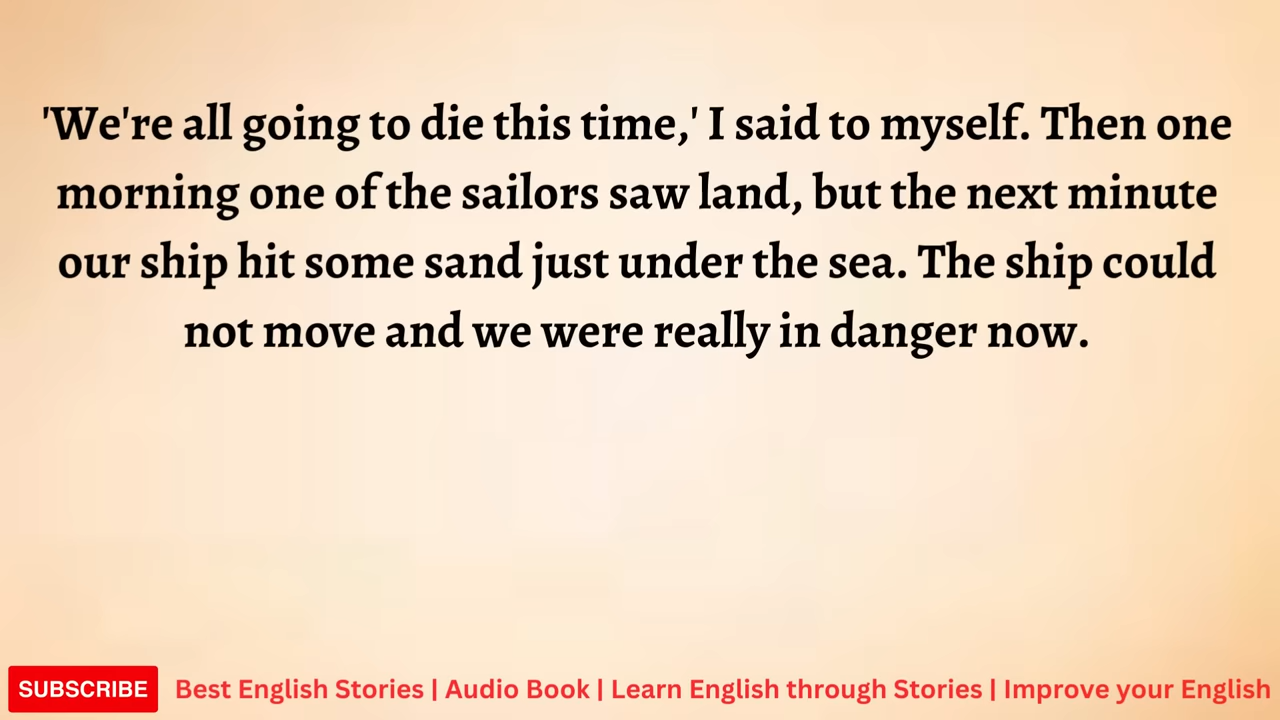 'We're all going to die this time,' I said to myself. Then one
morning one of the sailors saw land, but the next minute
our ship hit some sand just under the sea. The ship could
not move and we were really in danger now.
SUBSCRIBE Best English Stories | Audio Book | Learn English through Stories | Improve your English